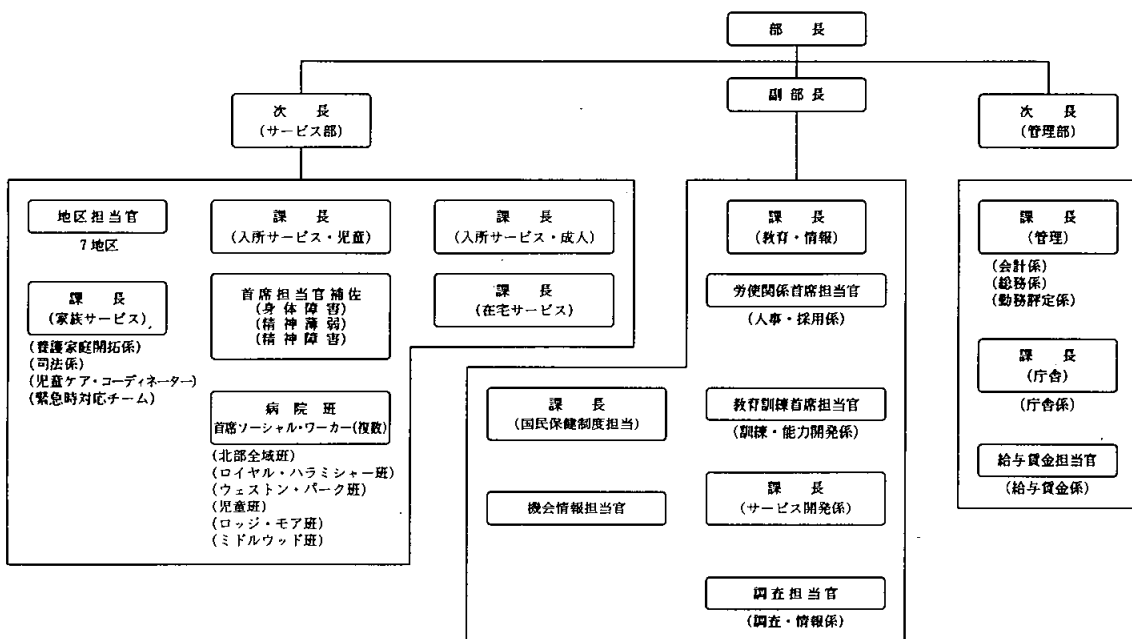 部長
次長
(サービス部)
副部長
次長
(管理部)
地区担当官
7地区
課長
(家族サービス)
(養護家庭開拓係)
(司法係)
(児童ケア・コーディネーター)
(緊急時対応チーム)
課長
(入所サービス・児童)
首席担当官補佐
(身体障害)
(精神薄弱)
(精神障害)
病院班
首席ソーシャル・ワーカー(複数)
(北部全域班)
(ロイヤル・ハラミシャー班)
(ウェストン・パーク班)
(児童班)
(ロッジ・モア班)
(ミドルウッド班)
課長
(入所サービス・成人)
課長
(在宅サービス)
課長
(国民保健制度担当)
機会情報担当官
課長
(教育・情報)
労使関係首席担当官
(人事・採用係)
教育訓練首席担当官
(訓練・能力開発係)
課長
(サービス開発係)
調査担当官
(調査・情報係)
課長
(管理)
(会計係)
(総務係)
(勤務評定係)
課長
(庁舎)
(庁舎係)
給与賃金担当官
(給与賃金係)